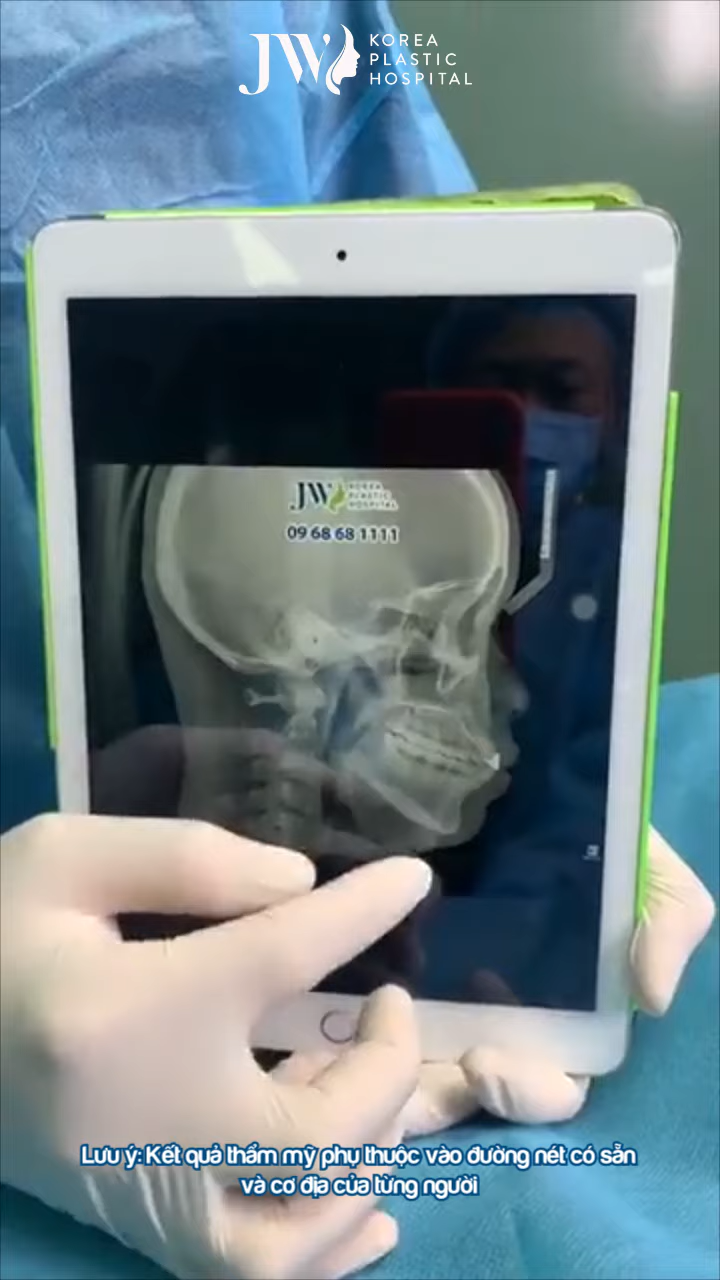 JW KOREA
PLASTIC
HOSPITAL
JW KOREA
PLASTIC
HOSPITAL
09 68 68 1111
Lưu ý: Kết quả thẩm mỹ phụ thuộc vào đường nét có sẵn
và cơ địa của từng người